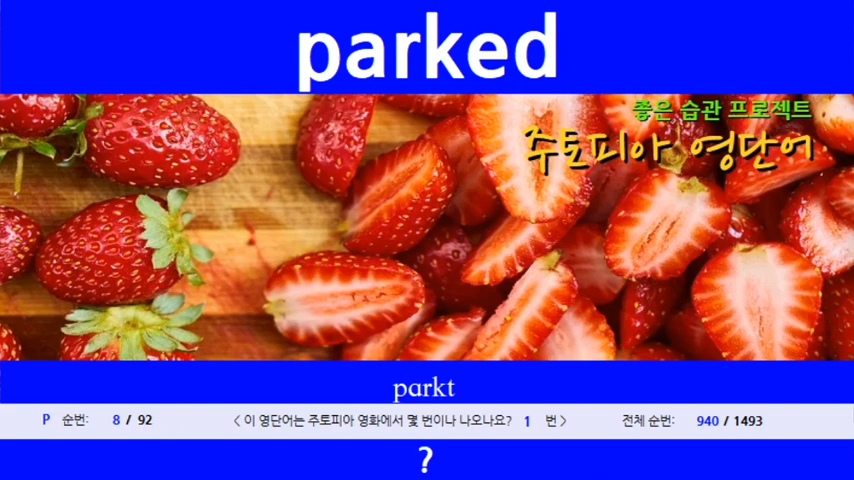 parked
좋은 습관 프로젝트
주토피아 영단어
parkt
P 순번: 8 / 92 < 이 영단어는 주토피아 영화에서 몇 번이나 나오나요? 1 번 > 전체 순번: 940 / 1493
?